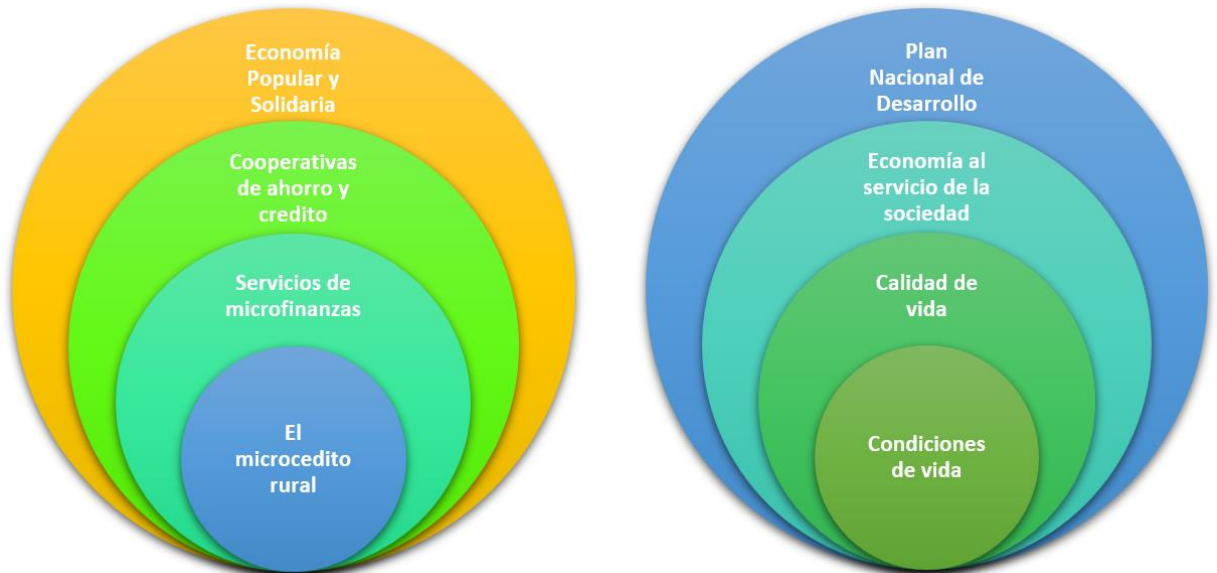 Economía
Popular y
Solidaria
Cooperativas
de ahorro y
credito
Servicios de
microfinanzas
El
microcedito
rural
Plan
Nacional de
Desarrollo
Economía al
servicio de la
sociedad
Calidad de
vida
Condiciones
de vida